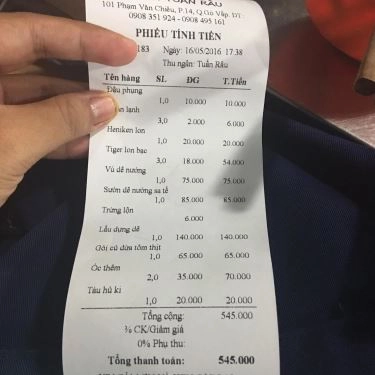 TUẤN RÂU
101 Phạm Văn Chiêu, P.14, Q.Gò Vấp. ĐT:
0908 351 924 - 0908 495 161
PHIẾU TÍNH TIỀN
183 Ngày: 16/05/2016 17:38
Thu ngân: Tuấn Râu
Tên hàng SL ĐG T.Tiền
Đậu phụng
1,0 10.000 10.000
lạnh
3,0 2.000 6.000
Heniken lon
1,0 20.000 20.000
Tiger lon bạc
3,0 18.000 54.000
Vú dê nướng
1,0 75.000 75.000
Sườn dê nướng sa tế
1,0 85.000 85.000
Trứng lộn
6.000
Lẩu dựng dê
1,0 140.000 140.000
Gỏi củ dừa tôm thịt
1,0 65.000 65.000
Óc thêm
2,0 35.000 70.000
Tàu hủ ki
1,0 20.000 20.000
Tổng cộng: 545.000
% CK/Giảm giá
0% Phụ thu:
Tổng thanh toán: 545.000